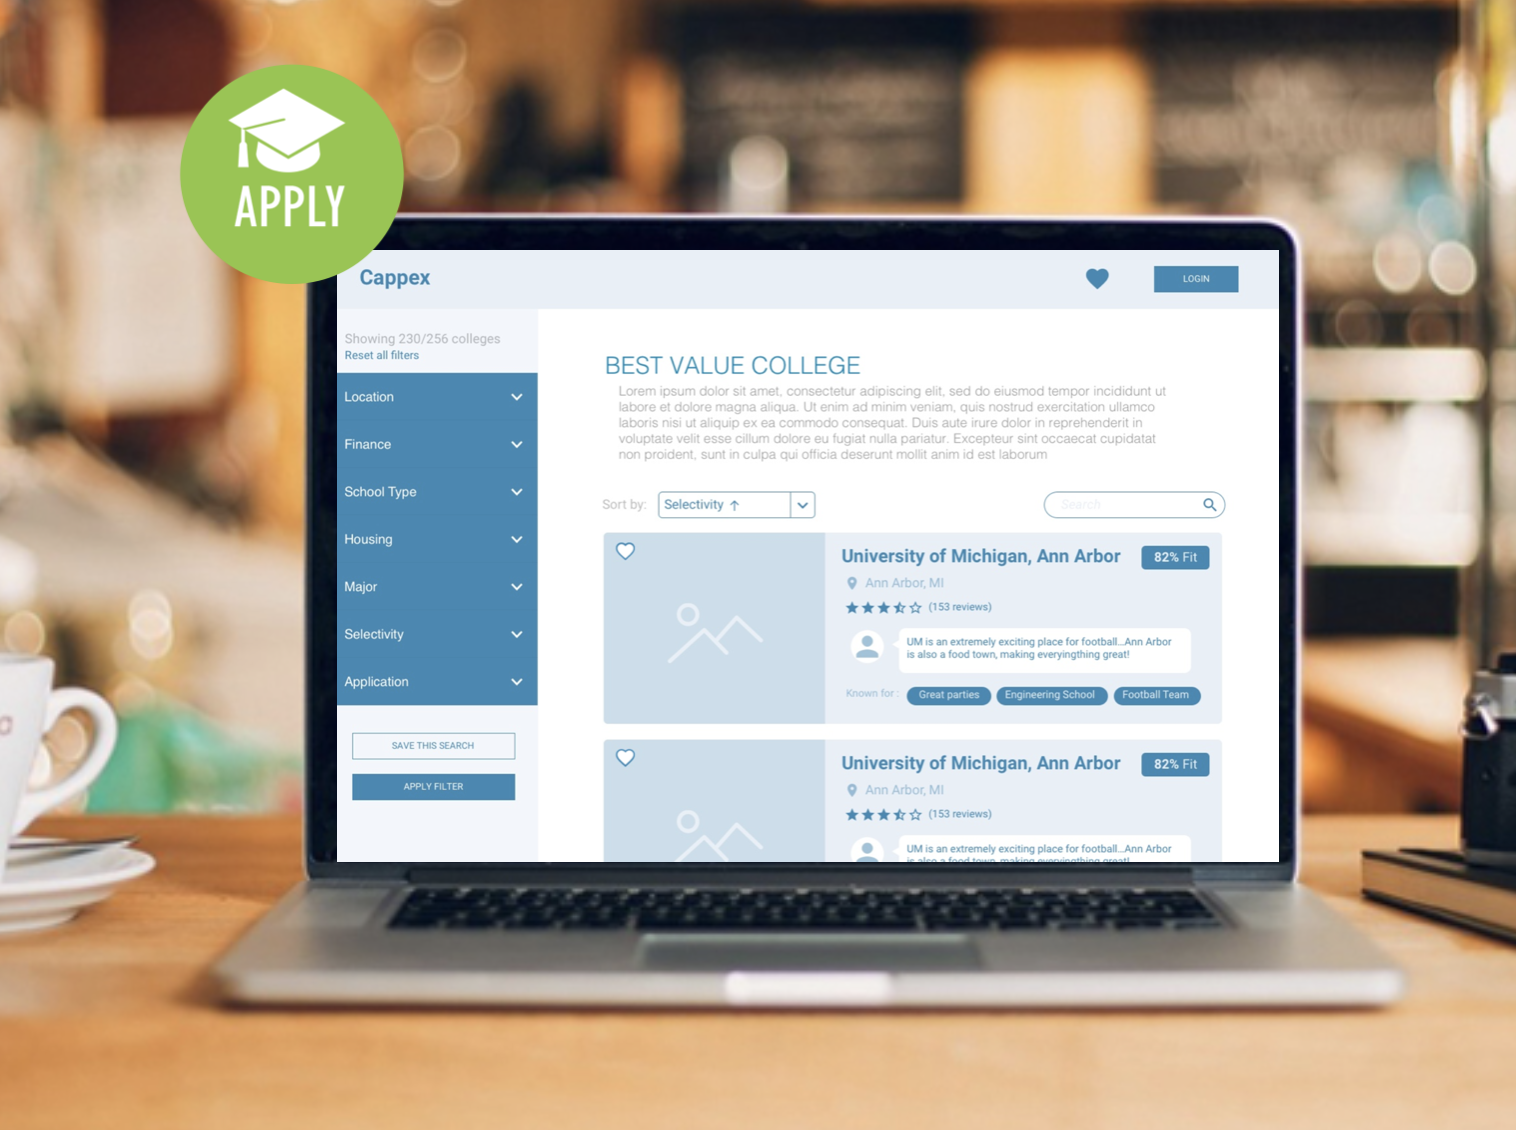 APPLY
Cappex
LOGIN
Showing 230/256 colleges
Reset all filters
Location
Finance
School Type
Housing
Major
Selectivity
Application
SAVE THIS SEARCH
APPLY FILTER
BEST VALUE COLLEGE
Lorem ipsum dolor sit amet, consectetur adipiscing elit, sed do eiusmod tempor incididunt ut
labore et dolore magna aliqua. Ut enim ad minim veniam, quis nostrud exercitation ullamco
laboris nisi ut aliquip ex ea commodo consequat. Duis aute irure dolor in reprehenderit in
voluptate velit esse cillum dolore eu fugiat nulla pariatur. Excepteur sint occaecat cupidatat
non proident, sunt in culpa qui officia deserunt mollit anim id est laborum
Sort by: Selectivity ↑
Search
University of Michigan, Ann Arbor 82% Fit
Ann Arbor, MI
(153 reviews)
UM is an extremely exciting place for football...Ann Arbor
is also a food town, making everyingthing great!
Known for : Great parties Engineering School Football Team
University of Michigan, Ann Arbor 82% Fit
Ann Arbor, MI
(153 reviews)
UM is an extremely exciting place for football...Ann Arbor
is also a food town, making everyingthing great!